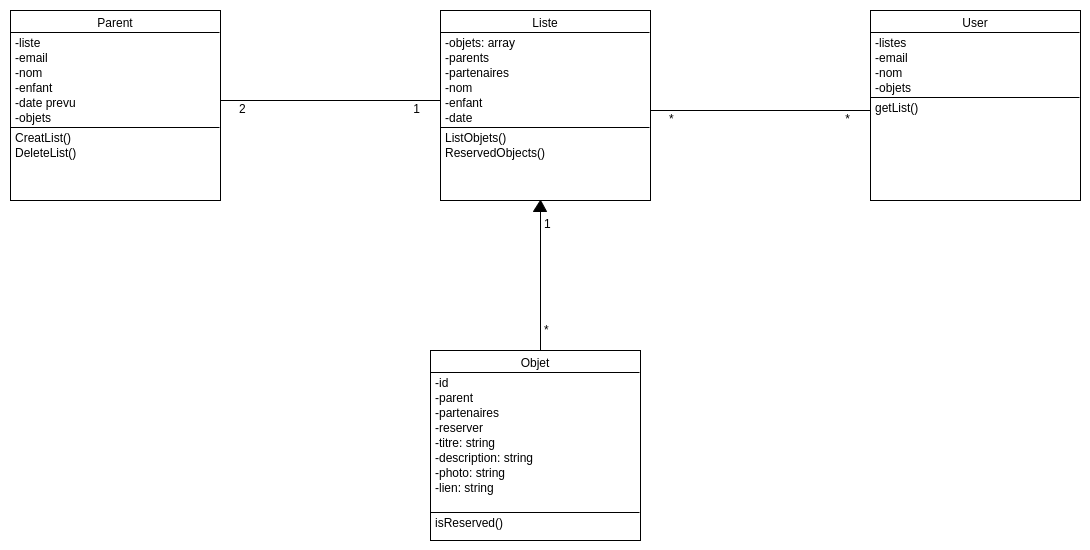 Parent
-liste
-email
-nom
-enfant
-date prevu
-objets
CreatList()
DeleteList()
2
1
Liste
-objets: array
-parents
-partenaires
-nom
-enfant
-date
ListObjets()
ReservedObjects()
*
*
User
-listes
-email
-nom
-objets
getList()
1
*
Objet
-id
-parent
-partenaires
-reserver
-titre: string
-description: string
-photo: string
-lien: string
isReserved()